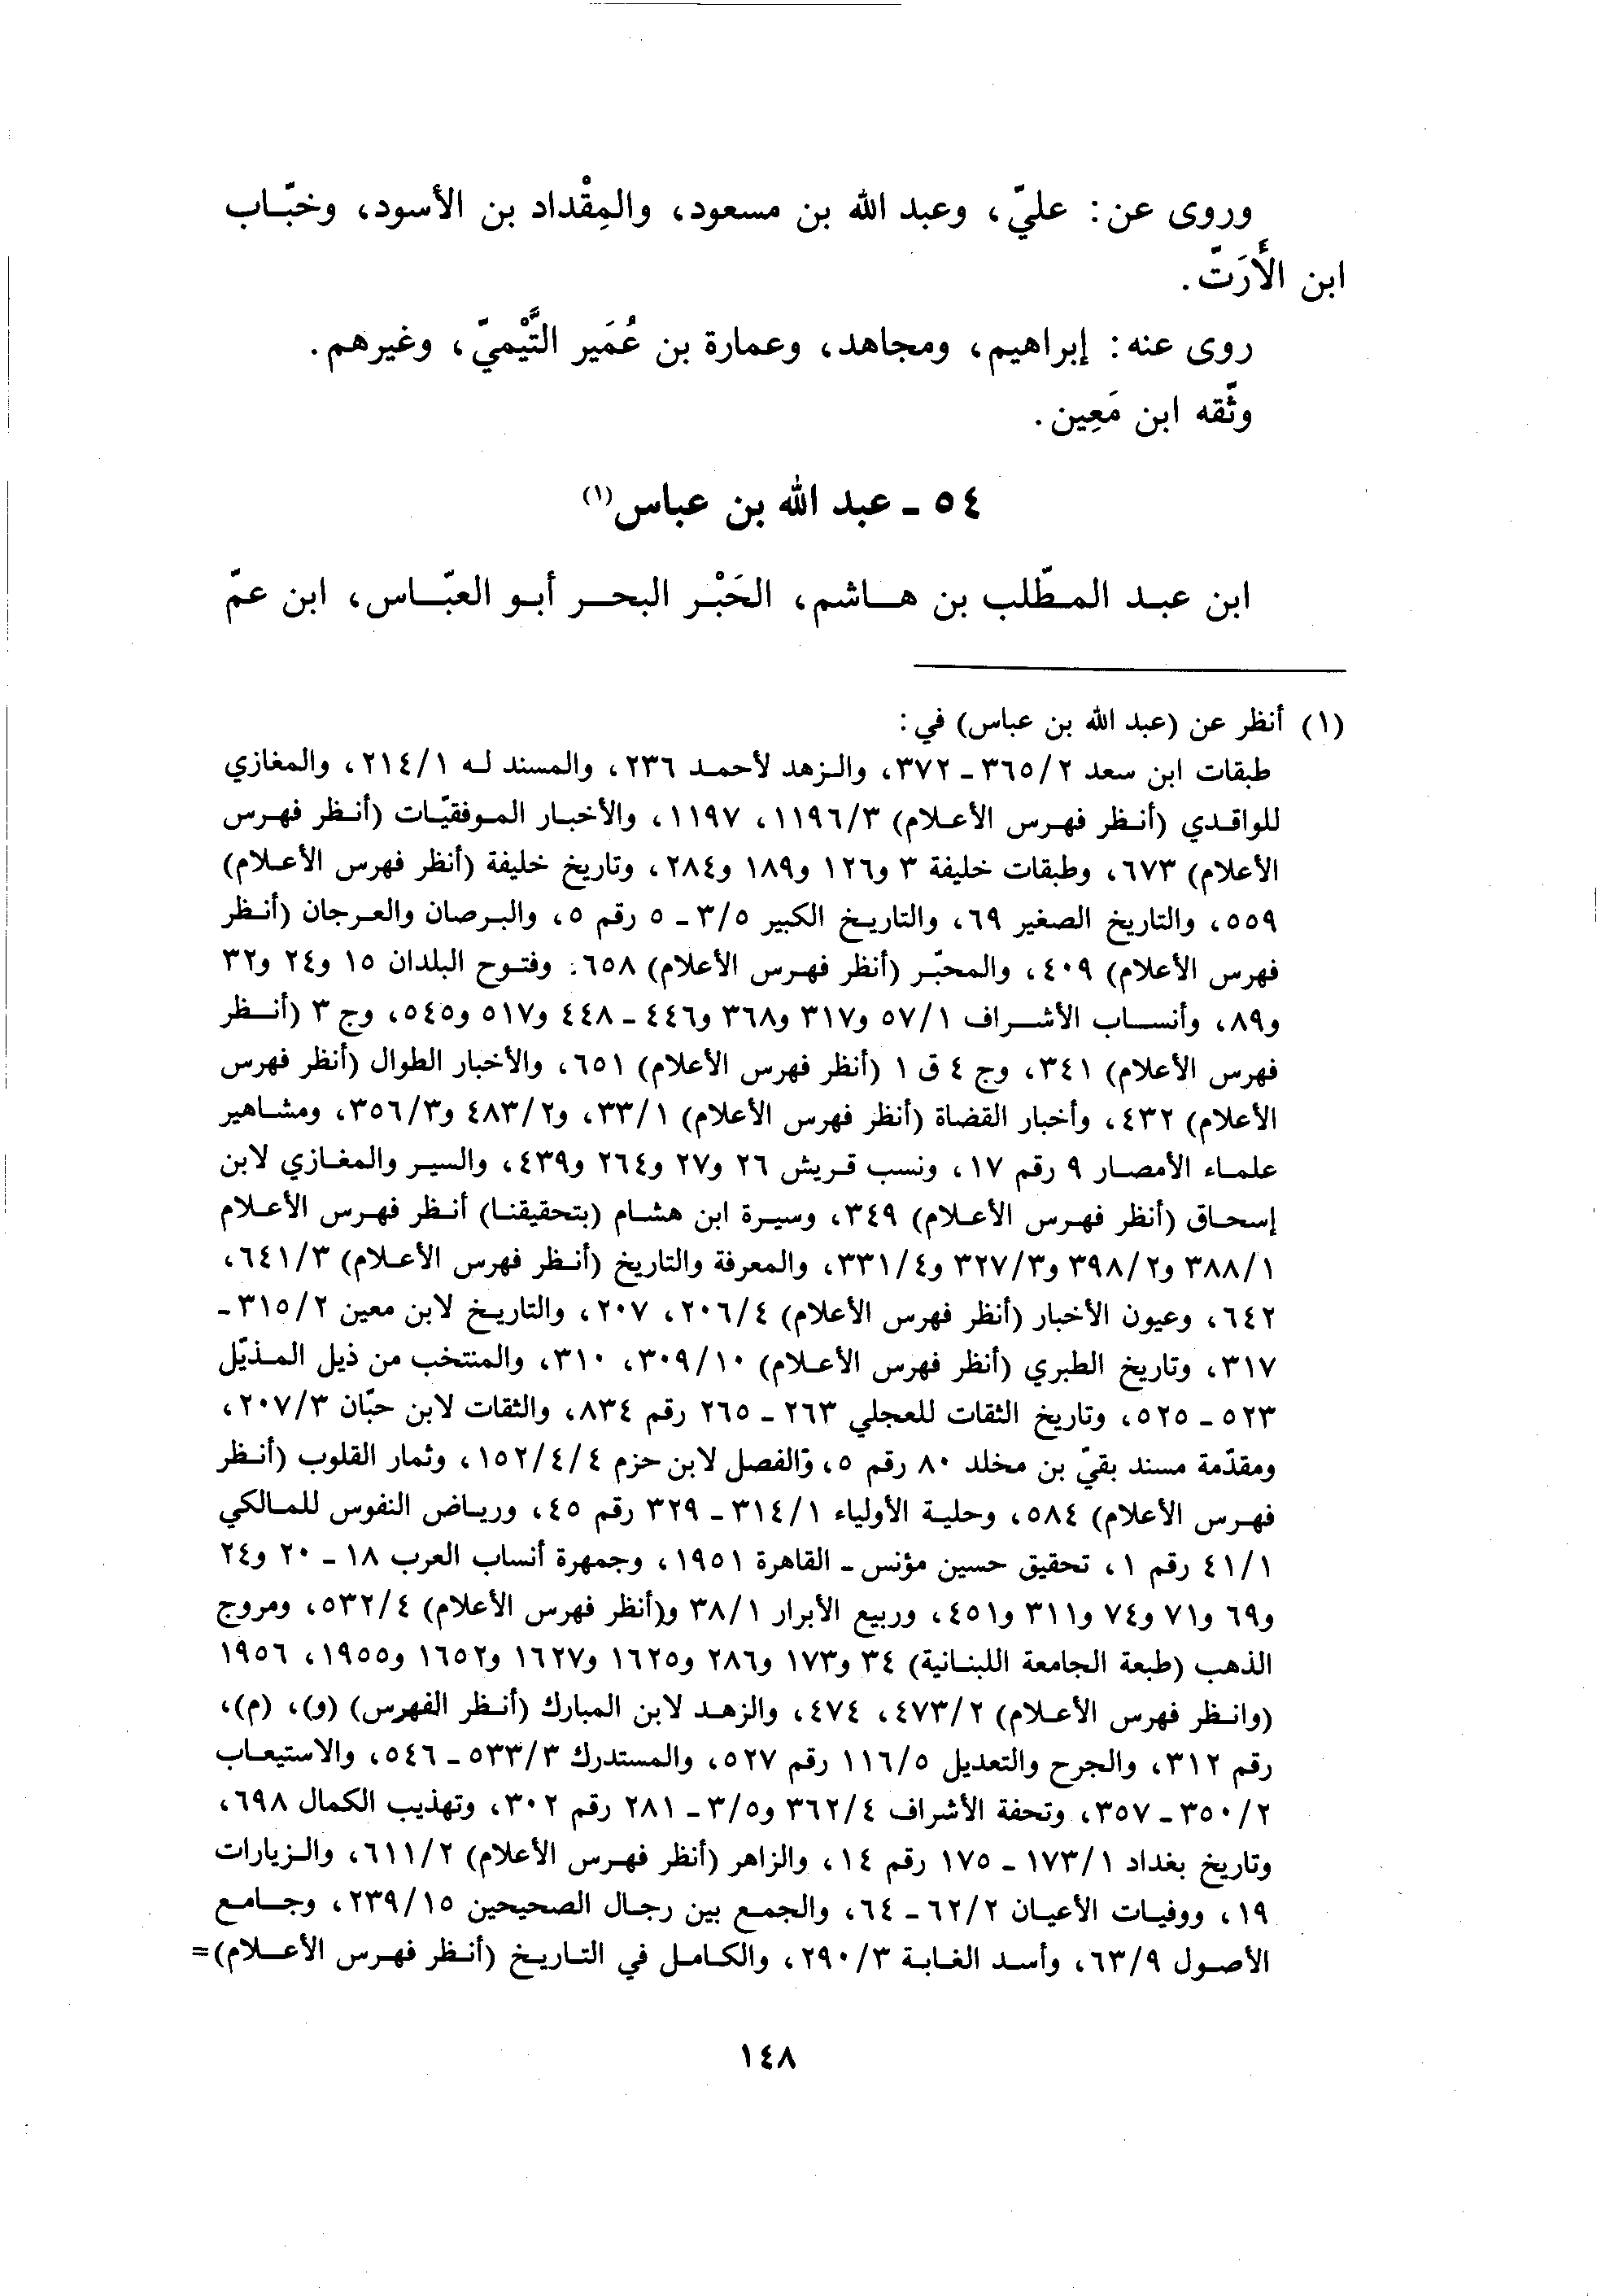 وروى عن: عليّ، وعبد الله بن مسعود، والمِقْداد بن الأسود، وخبّاب
ابن الأَرَتّ.
روى عنه: إبراهيم، ومجاهد، وعمارة بن عُمَير التَّيْميّ، وغيرهم.
وثّقه ابن مَعِين.
٥٤ - عبد الله بن عباس(١)
ابن عبد المطّلب بن هاشم، الحَبْر البحر أبو العبّاس، ابن عمّ
(١) أنظر عن (عبد الله بن عباس) في:
طبقات ابن سعد ٢/٣٦٥ - ٣٧٢، والزهد لأحمد ٢٣٦، والمسند له ١/٢١٤، والمغازي
للواقدي (أنظر فهرس الأعلام) ٣/١١٩٦، ١١٩٧، والأخبار الموفقيّات (أنظر فهرس
الأعلام) ٦٧٣، وطبقات خليفة ٣ و١٢٦ و١٨٩ و٢٨٤، وتاريخ خليفة (أنظر فهرس الأعلام)
٥٥٩، والتاريخ الصغير ٦٩، والتاريخ الكبير ٥/٣ - ٥ رقم ٥، والبرصان والعرجان (أنظر
فهرس الأعلام) ٤٠٩، والمحبّر (أنظر فهرس الأعلام) ٦٥٨: وفتوح البلدان ١٥ و٢٤ و٣٢
و٨٩، وأنساب الأشراف ١/٥٧ و٣١٧ و٣٦٨ و٤٤٦ - ٤٤٨ و٥١٧ و٥٤٥، وج ٣ (أنظر
فهرس الأعلام) ٣٤١، وج ٤ ق ١ (أنظر فهرس الأعلام) ٦٥١، والأخبار الطوال (أنظر فهرس
الأعلام) ٤٣٢، وأخبار القضاة (أنظر فهرس الأعلام) ١/٣٣، و٢/٤٨٣ و٣/٣٥٦، ومشاهير
علماء الأمصار ٩ رقم ١٧، ونسب قريش ٢٦ و٢٧ و٢٦٤ و٤٣٩، والسير والمغازي لابن
إسحاق (أنظر فهرس الأعلام) ٣٤٩، وسيرة ابن هشام (بتحقيقنا) أنظر فهرس الأعلام
١/٣٨٨ و٢/٣٩٨ و٣/٣٢٧ و٤/٣٣١، والمعرفة والتاريخ (أنظر فهرس الأعلام) ٣/٦٤١،
٦٤٢، وعيون الأخبار (أنظر فهرس الأعلام) ٤/٢٠٦، ٢٠٧، والتاريخ لابن معين ٢/٣١٥ -
٣١٧، وتاريخ الطبري (أنظر فهرس الأعلام) ١٠/٣٠٩، ٣١٠، والمنتخب من ذيل المذيّل
٥٢٣ - ٥٢٥، وتاريخ الثقات للعجلي ٢٦٣ - ٢٦٥ رقم ٨٣٤، والثقات لابن حبّان ٣/٢٠٧،
ومقدّمة مسند بقيّ بن مخلد ٨٠ رقم ٥، والفصل لابن حزم ٤/٤/١٥٢، وثمار القلوب (أنظر
فهرس الأعلام) ٥٨٤، وحلية الأولياء ١/٣١٤ - ٣٢٩ رقم ٤٥، ورياض النفوس للمالكي
١/٤١ رقم ١، تحقيق حسين مؤنس - القاهرة ١٩٥١، وجمهرة أنساب العرب ١٨ - ٢٠ و٢٤
و٦٩ و٧١ و٧٤ و٣١١ و٤٥١، وربيع الأبرار ١/٣٨ و(أنظر فهرس الأعلام) ٤/٥٣٢، ومروج
الذهب (طبعة الجامعة اللبنانية) ٣٤ و١٧٣ و٢٨٦ و١٦٢٥ و١٦٢٧ و١٦٥٢ و١٩٥٥، ١٩٥٦
(وانظر فهرس الأعلام) ٢/٤٧٣، ٤٧٤، والزهد لابن المبارك (أنظر الفهرس) (و)، (م)،
رقم ٣١٢، والجرح والتعديل ٥/١١٦ رقم ٥٢٧، والمستدرك ٣/٥٣٣ - ٥٤٦، والاستيعاب
٢/٣٥٠ - ٣٥٧، وتحفة الأشراف ٤/٣٦٢ و٥/٣ - ٢٨١ رقم ٣٠٢، وتهذيب الكمال ٦٩٨،
وتاريخ بغداد ١/١٧٣ - ١٧٥ رقم ١٤، والزاهر (أنظر فهرس الأعلام) ٢/٦١١، والزيارات
١٩، ووفيات الأعيان ٢/٦٢ - ٦٤، والجمع بين رجال الصحيحين ١٥/٢٣٩، وجامع
الأصول ٩/٦٣، وأسد الغابة ٣/٢٩٠، والكامل في التاريخ (أنظر فهرس الأعلام)=
١٤٨